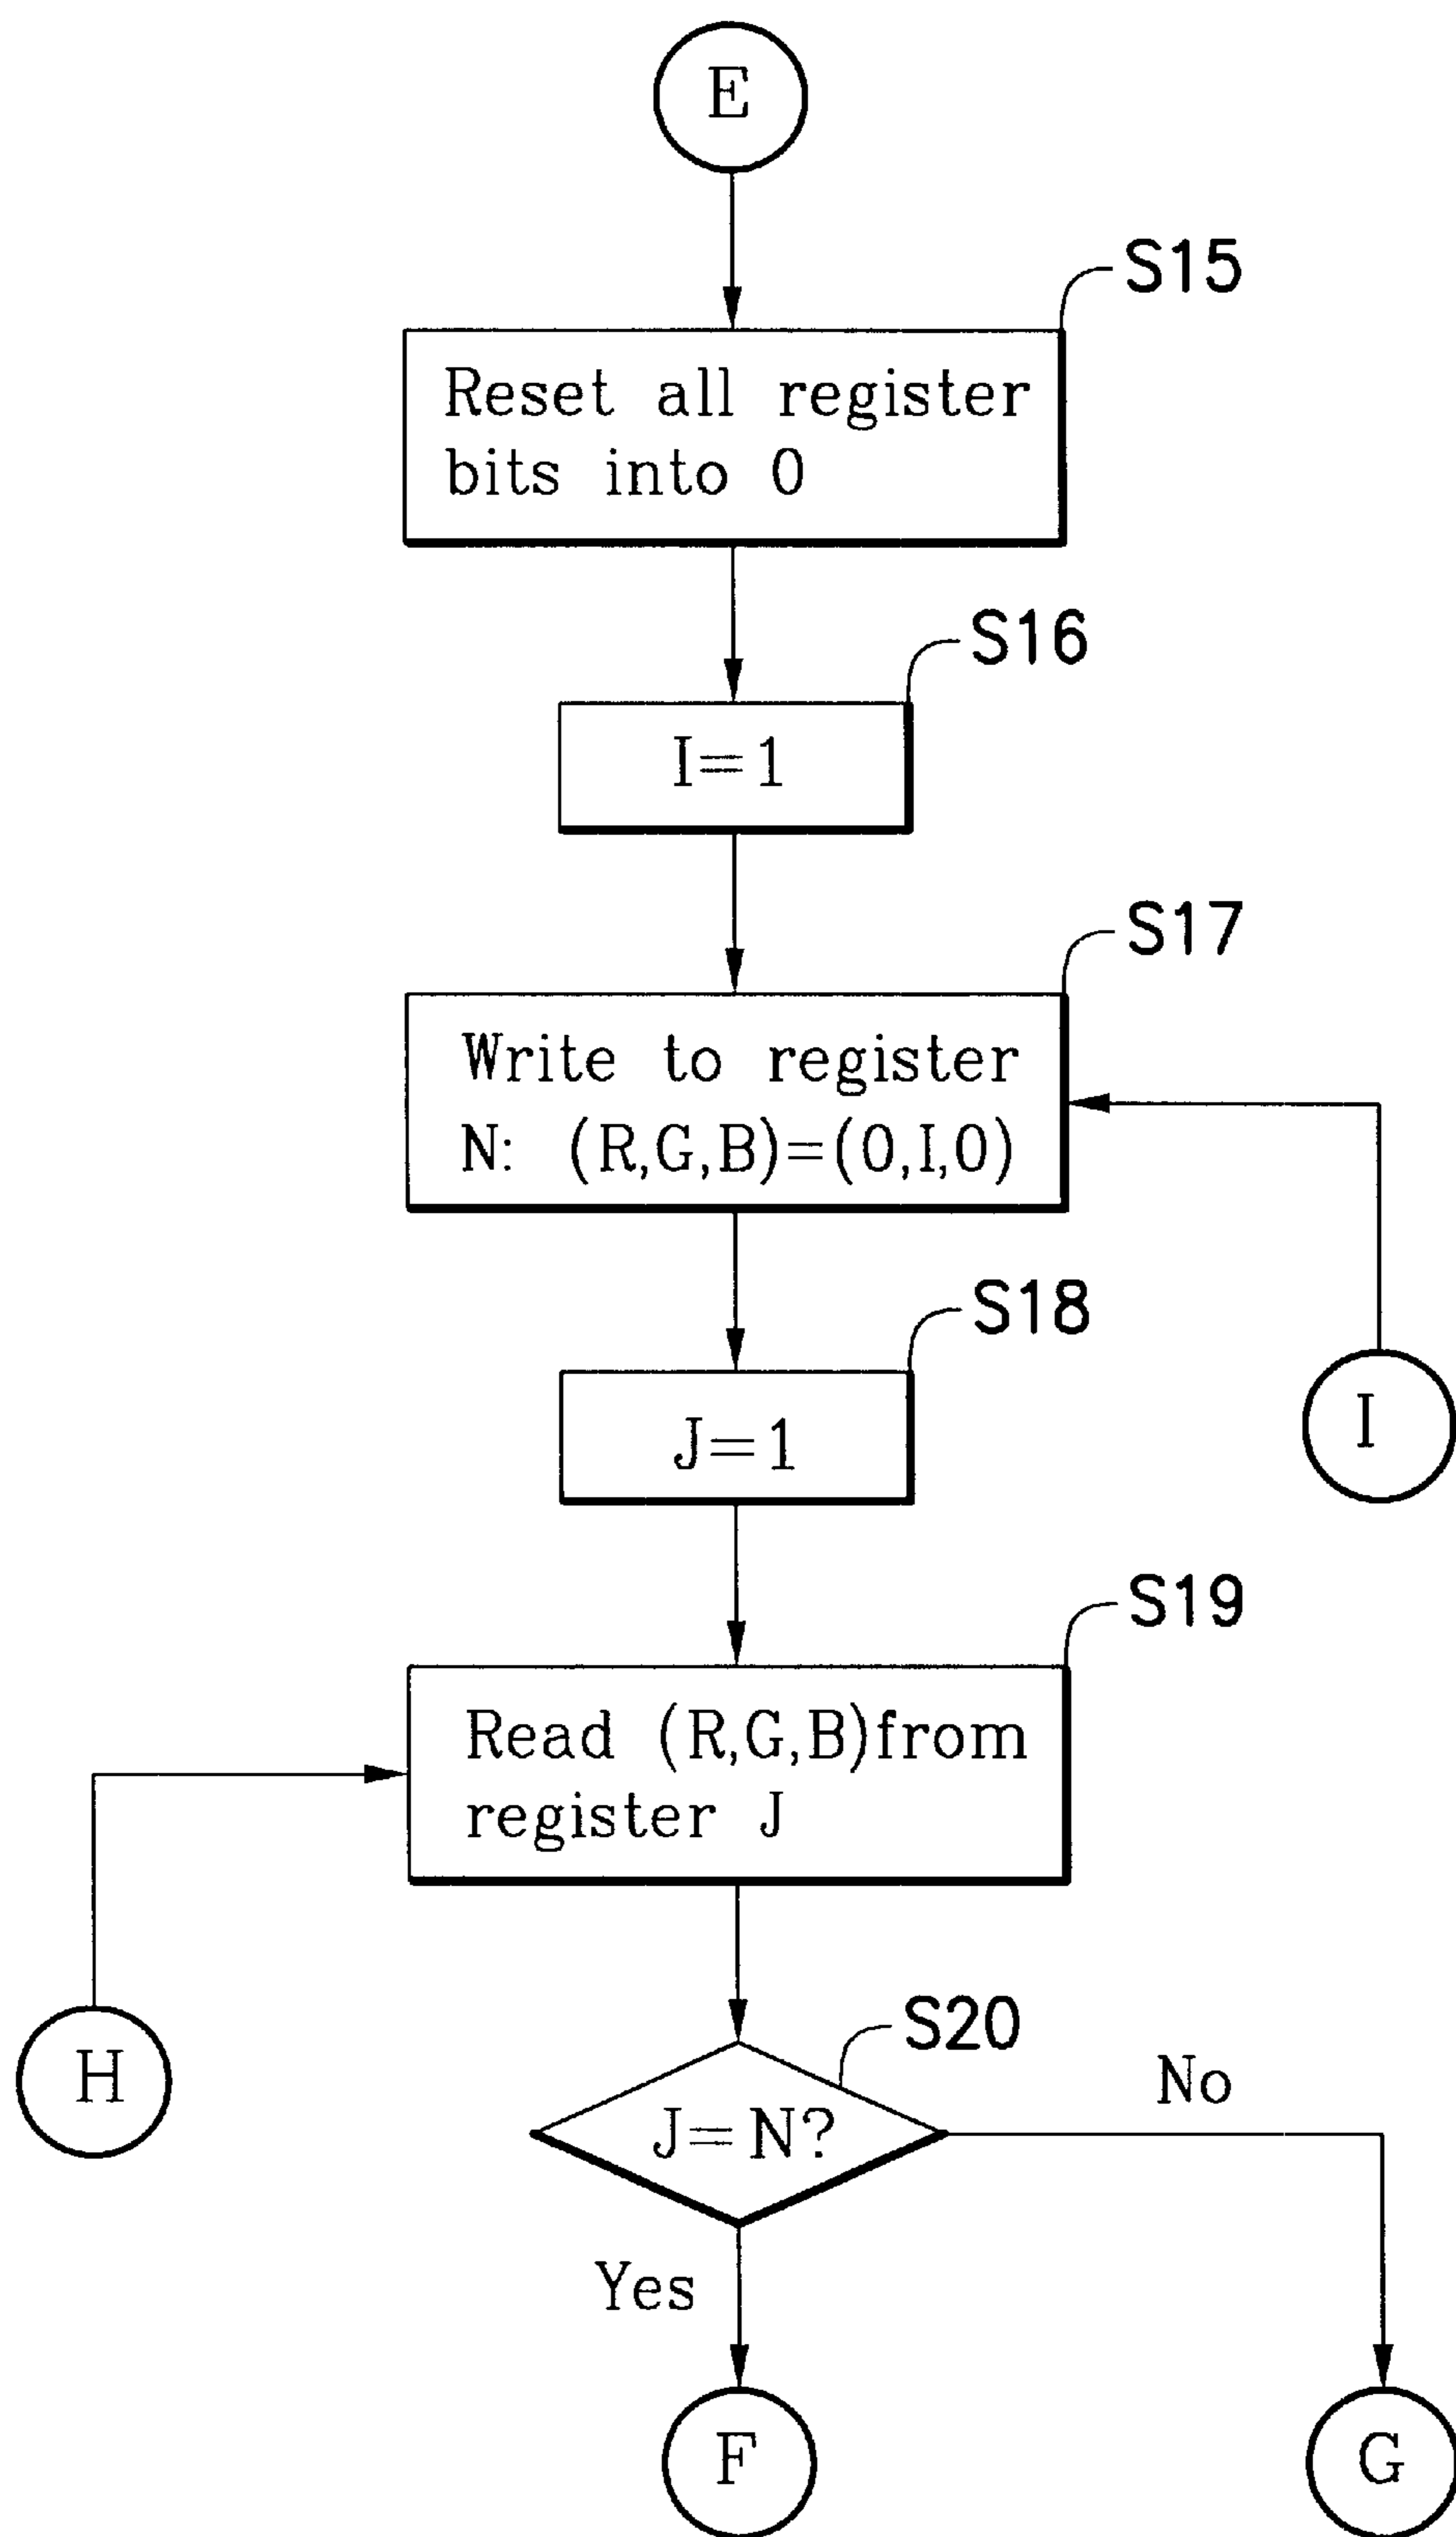 E
S15
Reset all register
bits into 0
S16
I=1
S17
Write to register
N: (R,G,B)=(0,I,0)
S18
J=1
I
S19
Read (R,G,B)from
register J
H
S20
J=N?
No
Yes
F
G